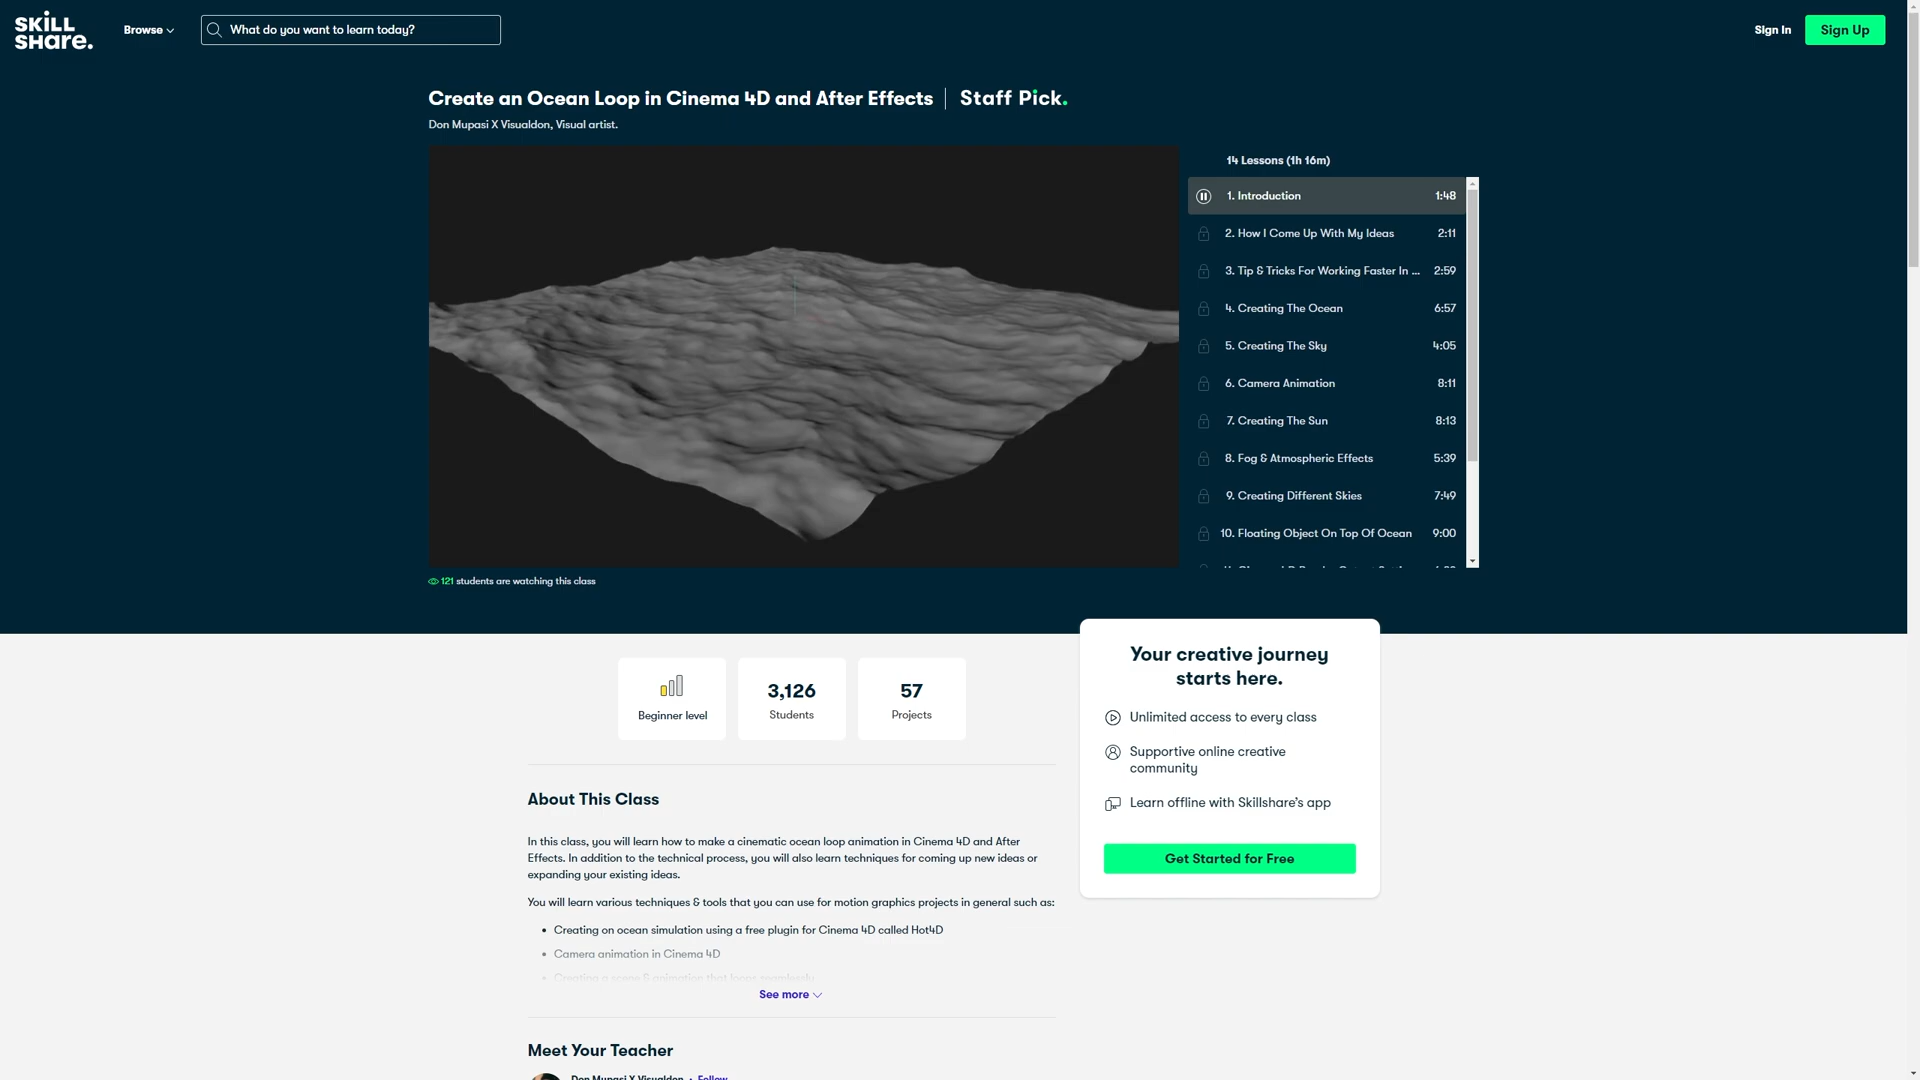 SKILL
SHARE.
Browse
What do you want to learn today?
Sign In
Sign Up
Create an Ocean Loop in Cinema 4D and After Effects
Staff Pick.
Don Mupasi X Visualdon, Visual artist.
14 Lessons (1h 16m)
1. Introduction 1:48
2. How I Come Up With My Ideas 2:11
3. Tip & Tricks For Working Faster In ... 2:59
4. Creating The Ocean 6:57
5. Creating The Sky 4:05
6. Camera Animation 8:11
7. Creating The Sun 8:13
8. Fog & Atmospheric Effects 5:39
9. Creating Different Skies 7:49
10. Floating Object On Top Of Ocean 9:00
121 students are watching this class
Beginner level
3,126
Students
57
Projects
Your creative journey
starts here.
Unlimited access to every class
Supportive online creative
community
Learn offline with Skillshare's app
Get Started for Free
About This Class
In this class, you will learn how to make a cinematic ocean loop animation in Cinema 4D and After
Effects. In addition to the technical process, you will also learn techniques for coming up new ideas or
expanding your existing ideas.
You will learn various techniques & tools that you can use for motion graphics projects in general such as:
• Creating on ocean simulation using a free plugin for Cinema 4D called Hot4D
• Camera animation in Cinema 4D
• Creating a scene & animation that loops seamlessly
See more
Meet Your Teacher
Don Mupasi X Visualdon • Follow